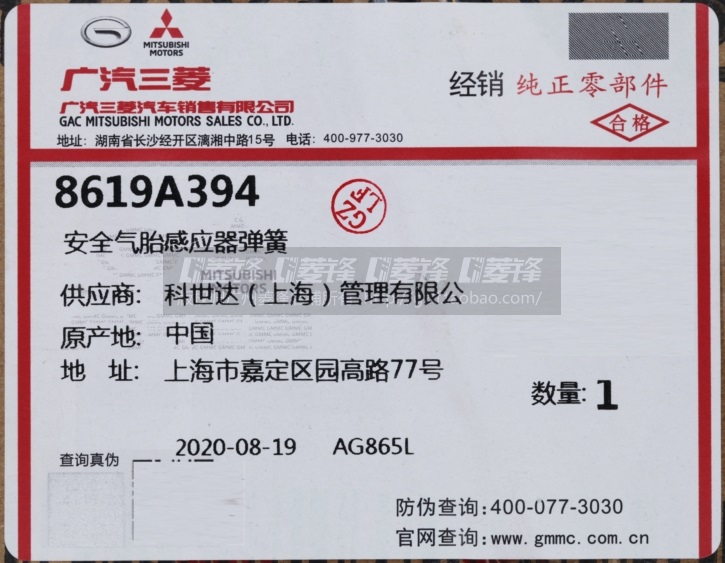 MITSUBISHI
MOTORS
广汽三菱
广汽三菱汽车销售有限公司
GAC MITSUBISHI MOTORS SALES CO., LTD.
地址: 湖南省长沙经开区漓湘中路15号 电话: 400-977-3030
经销 纯正零部件
合格
8619A394
GZ
LF
安全气胎感应器弹簧
MITSUBISHI
MOTORS
供应商: 科世达（上海）管理有限公
原产地: 中国
地 址: 上海市嘉定区园高路77号
数量: 1
2020-08-19 AG865L
查询真伪
防伪查询:400-077-3030
官网查询:www.gmmc.com.cn